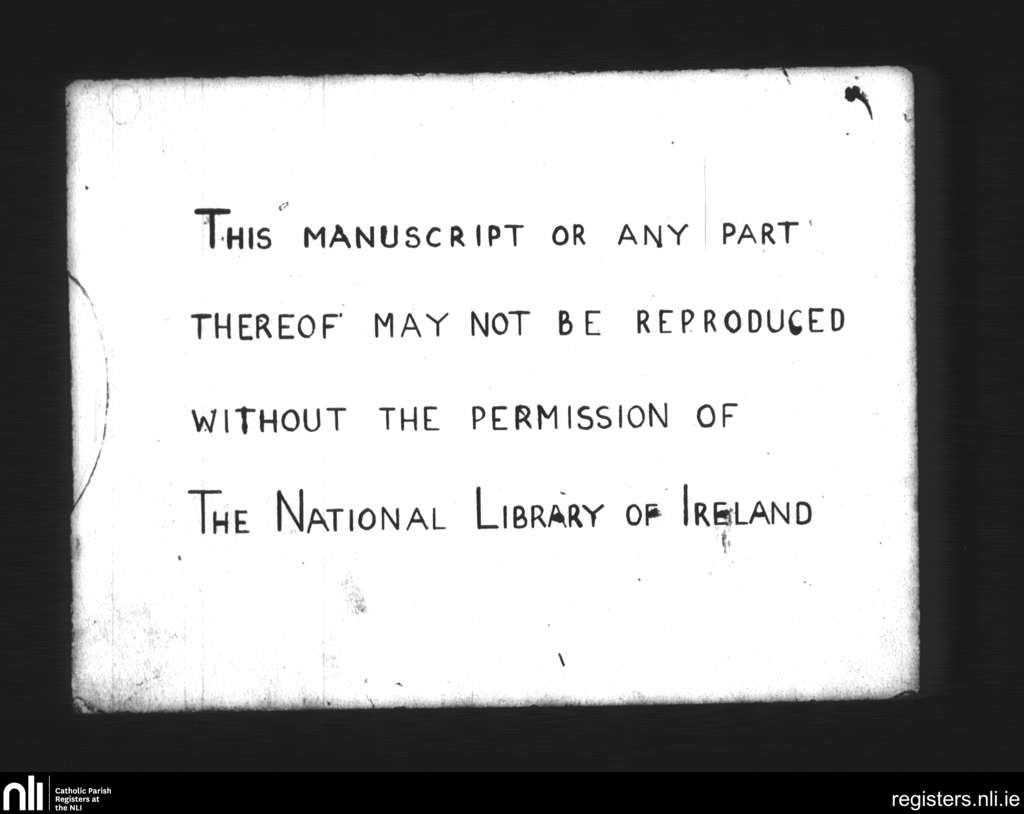 THIS MANUSCRIPT OR ANY PART
THEREOF MAY NOT BE REPRODUCED
WITHOUT THE PERMISSION OF
THE NATIONAL LIBRARY OF IRELAND
nli
Catholic Parish
Registers at
the NLI
registers.nli.ie